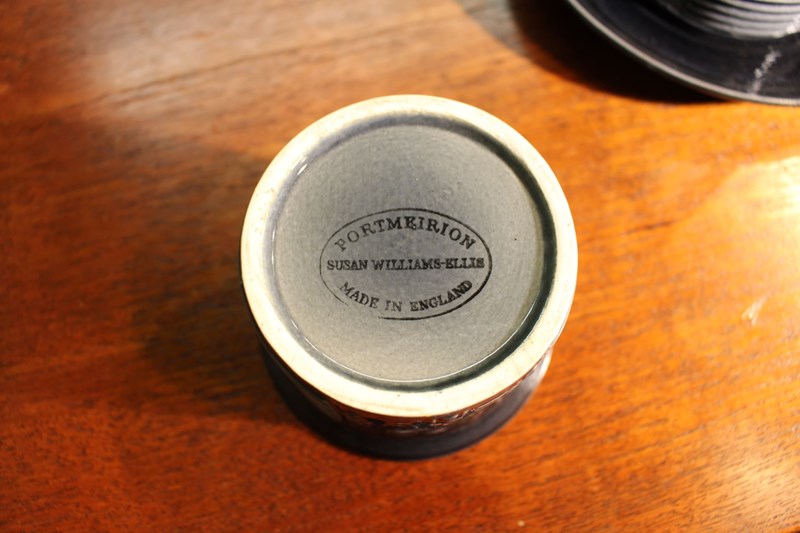 PORTMEIRION
SUSAN WILLIAMS-ELLIS
MADE IN ENGLAND